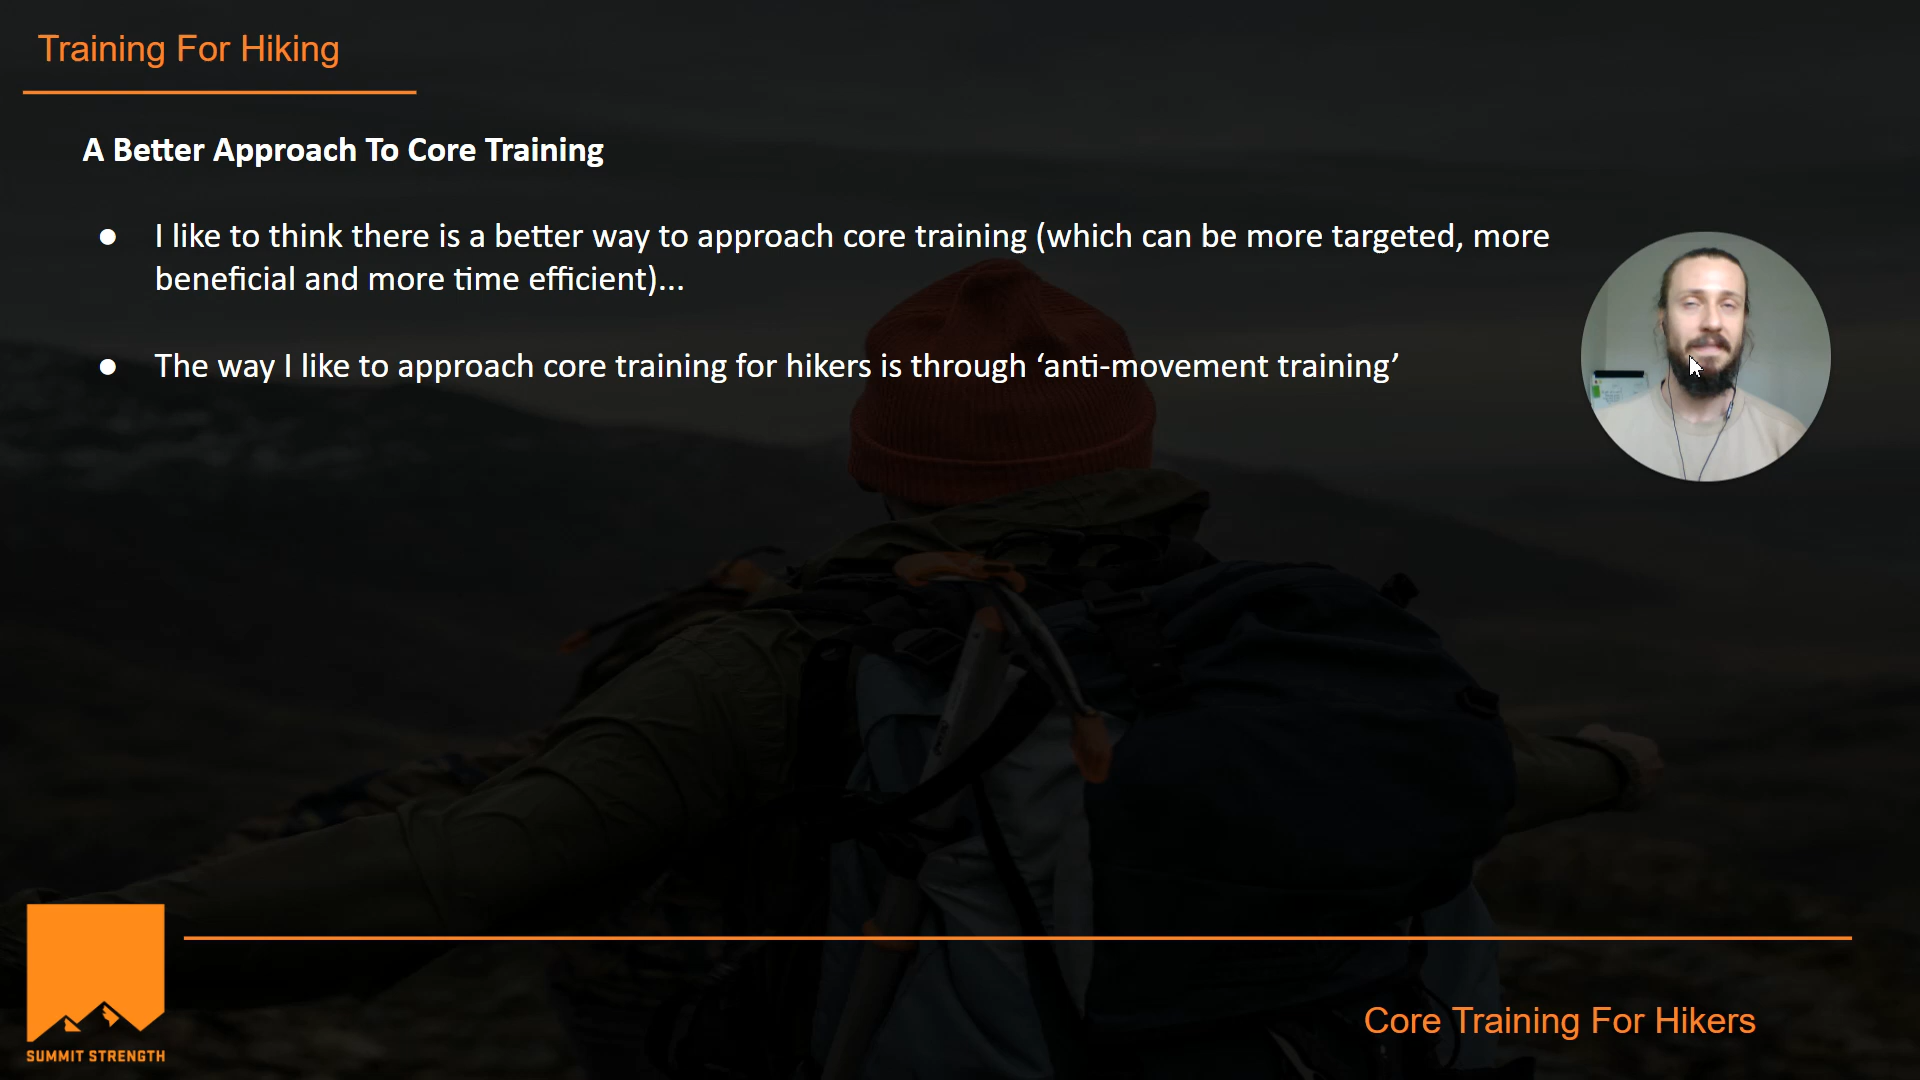 Training For Hiking
A Better Approach To Core Training
● I like to think there is a better way to approach core training (which can be more targeted, more
beneficial and more time efficient)...
● The way I like to approach core training for hikers is through ‘anti-movement training’
SUMMIT STRENGTH
Core Training For Hikers